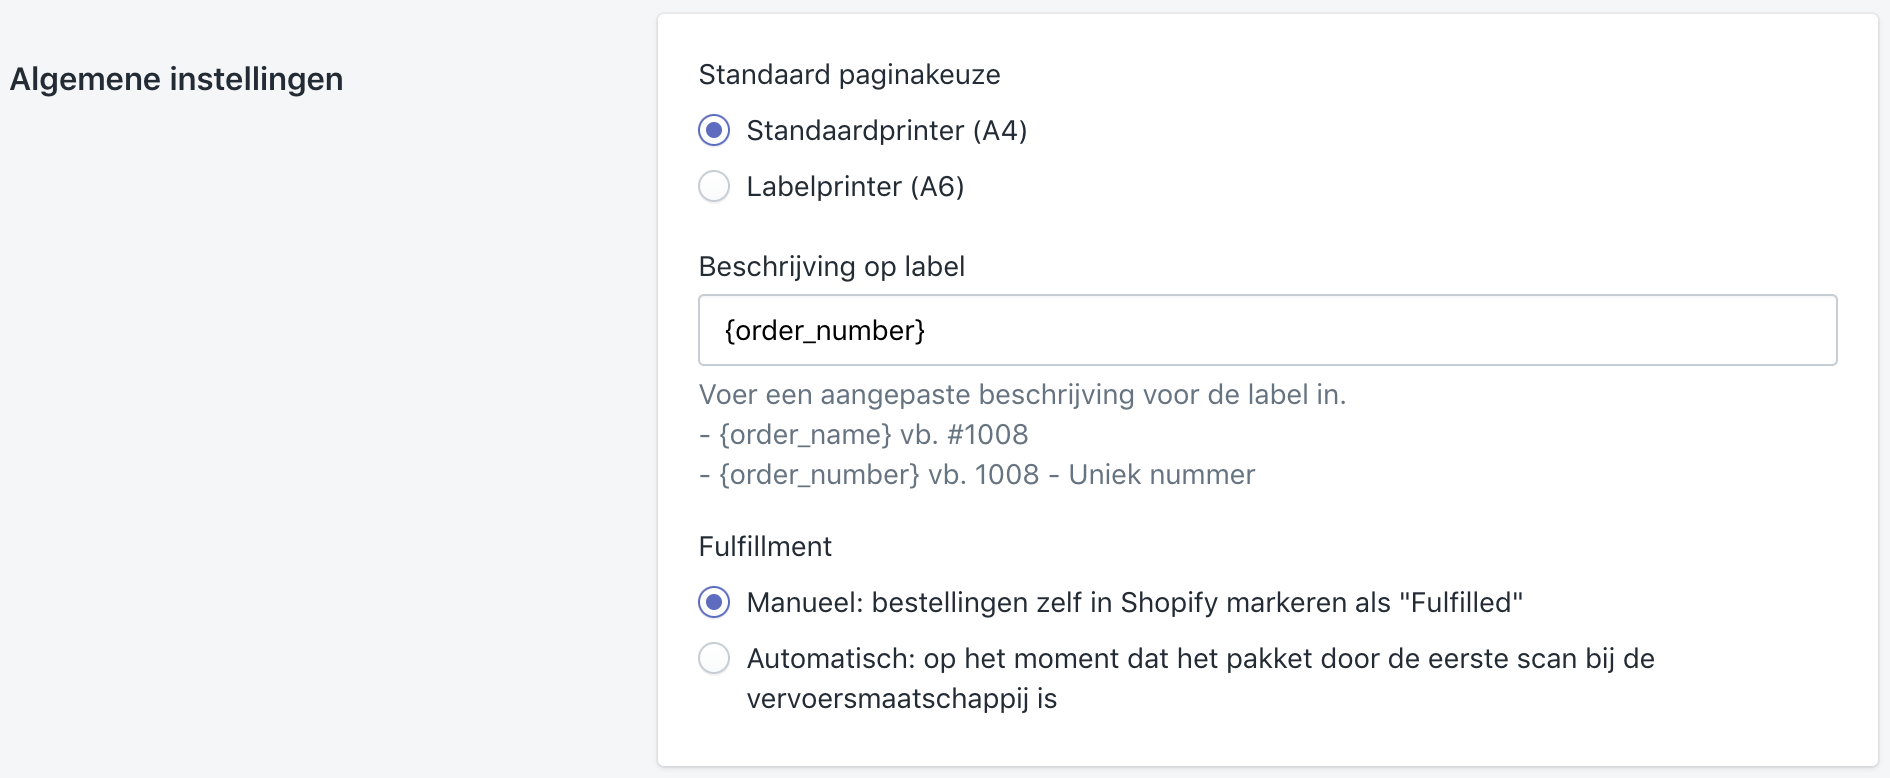 Algemene instellingen
Standaard paginakeuze
Standaardprinter (A4)
Labelprinter (A6)
Beschrijving op label
{order_number}
Voer een aangepaste beschrijving voor de label in.
- {order_name} vb. #1008
- {order_number} vb. 1008 - Uniek nummer
Fulfillment
Manueel: bestellingen zelf in Shopify markeren als "Fulfilled"
Automatisch: op het moment dat het pakket door de eerste scan bij de
vervoersmaatschappij is